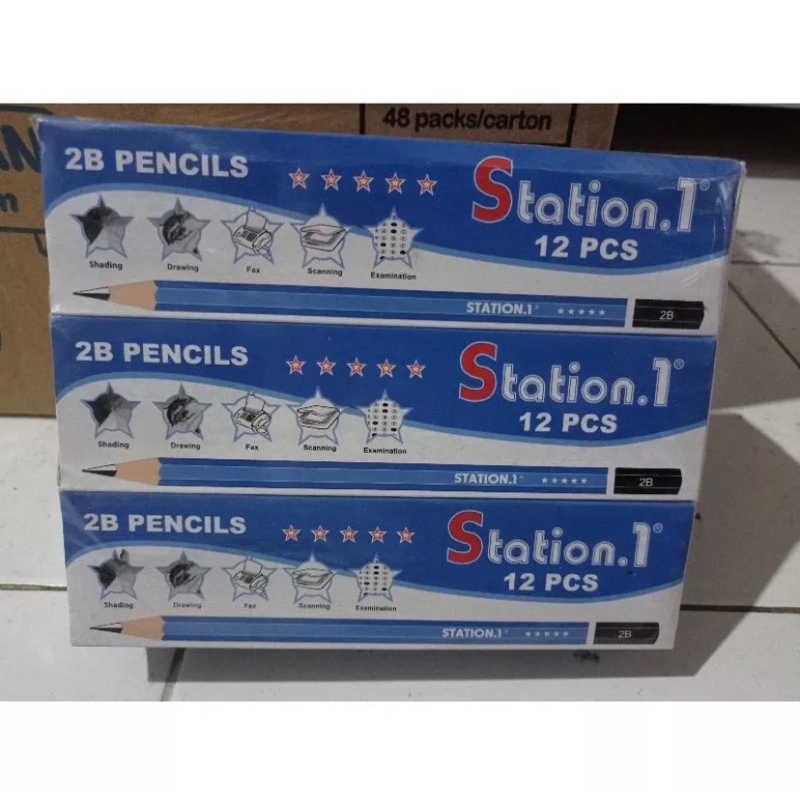 48 packs/carton
AN
m
2B PENCILS
Station.1®
12 PCS
Shading Drawing Fax Scanning Examination
STATION.1® 2B
2B PENCILS
Station.1®
12 PCS
Shading Drawing Fax Scanning Examination
STATION.1® 2B
2B PENCILS
Station.1®
12 PCS
Shading Drawing Fax Scanning Examination
STATION.1® 2B